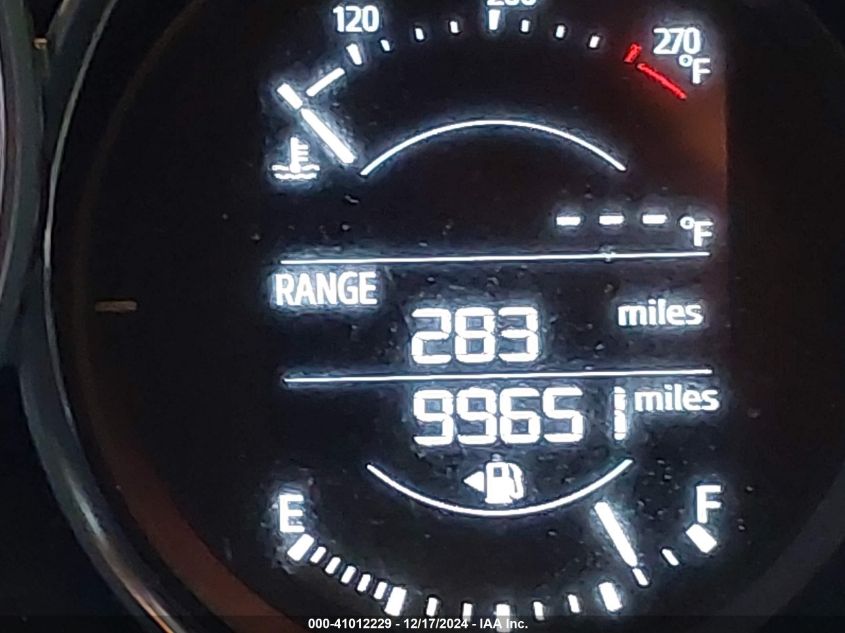 120
270
°F
- - - °F
RANGE
283 miles
99651 miles
E
F
000-41012229 - 12/17/2024 - IAA Inc.